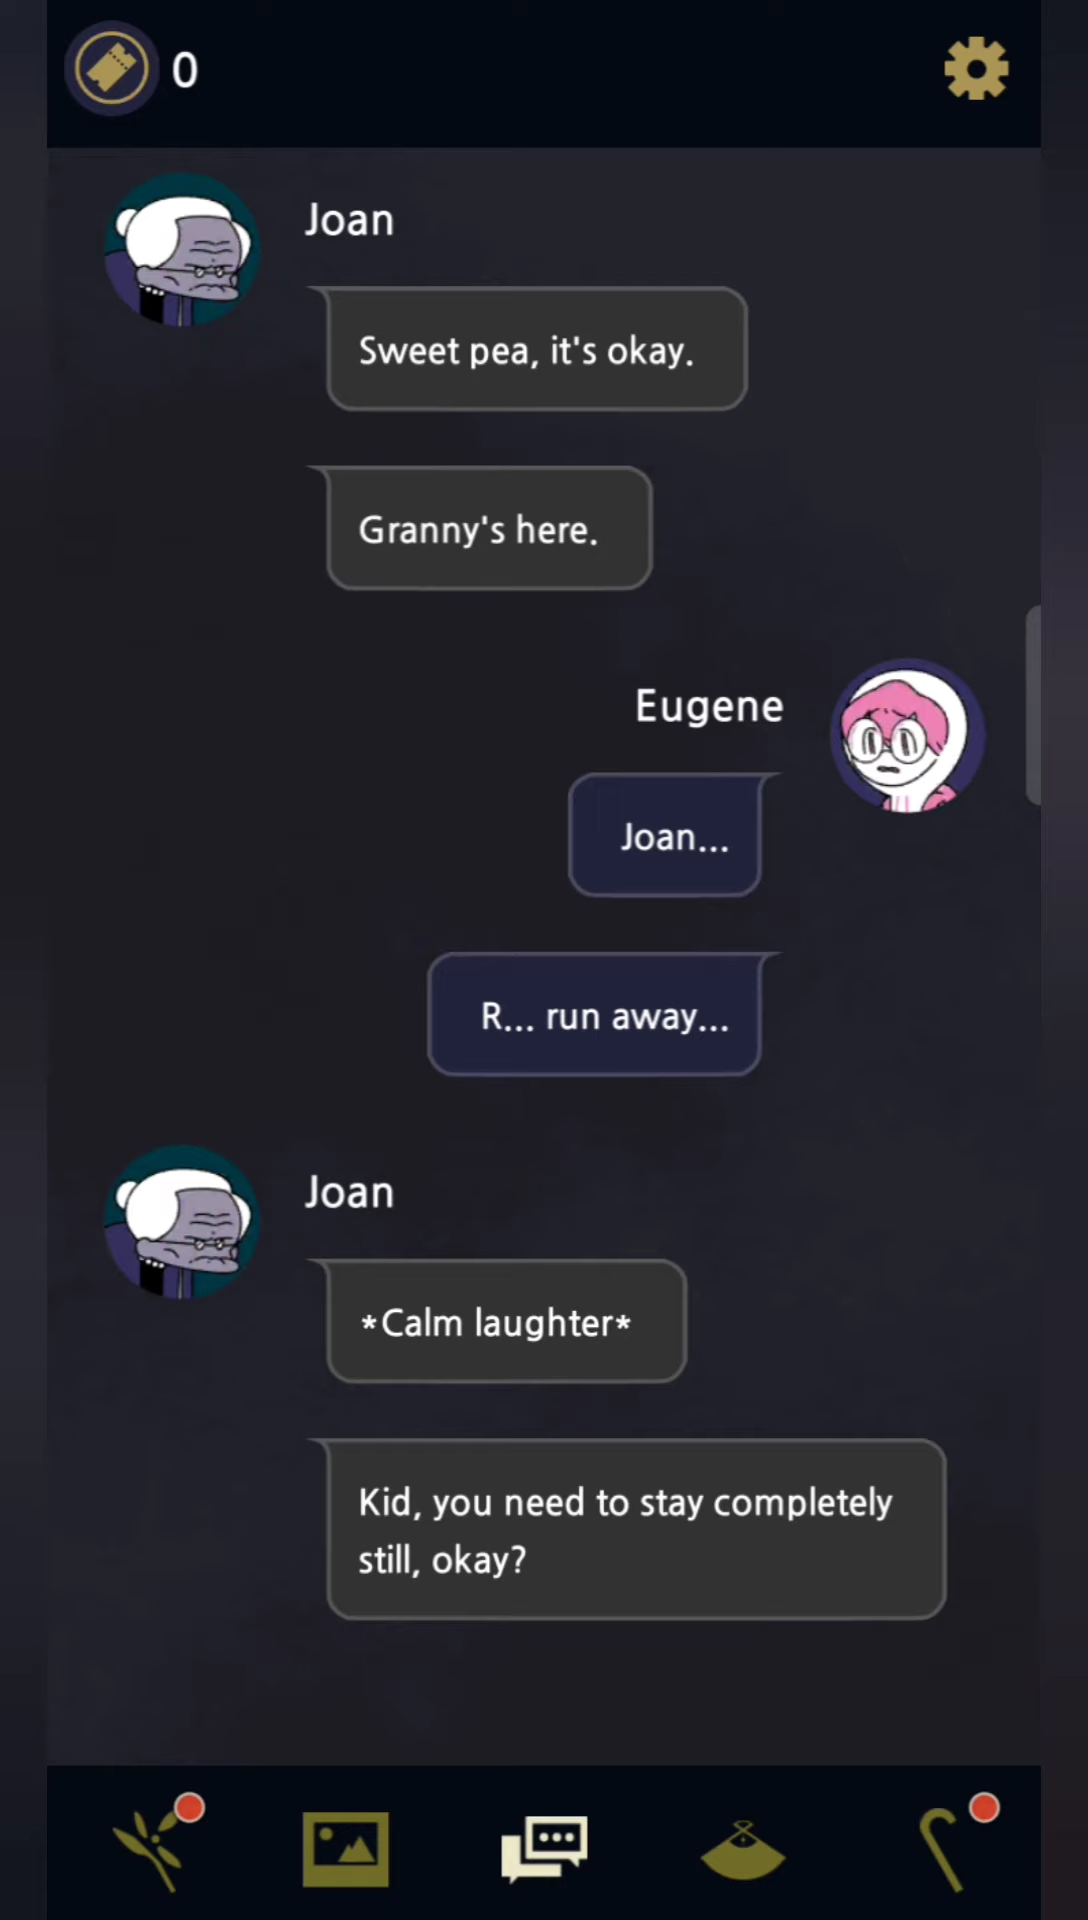 0
Joan
Sweet pea, it's okay.
Granny's here.
Eugene
Joan...
R... run away...
Joan
*Calm laughter*
Kid, you need to stay completely
still, okay?